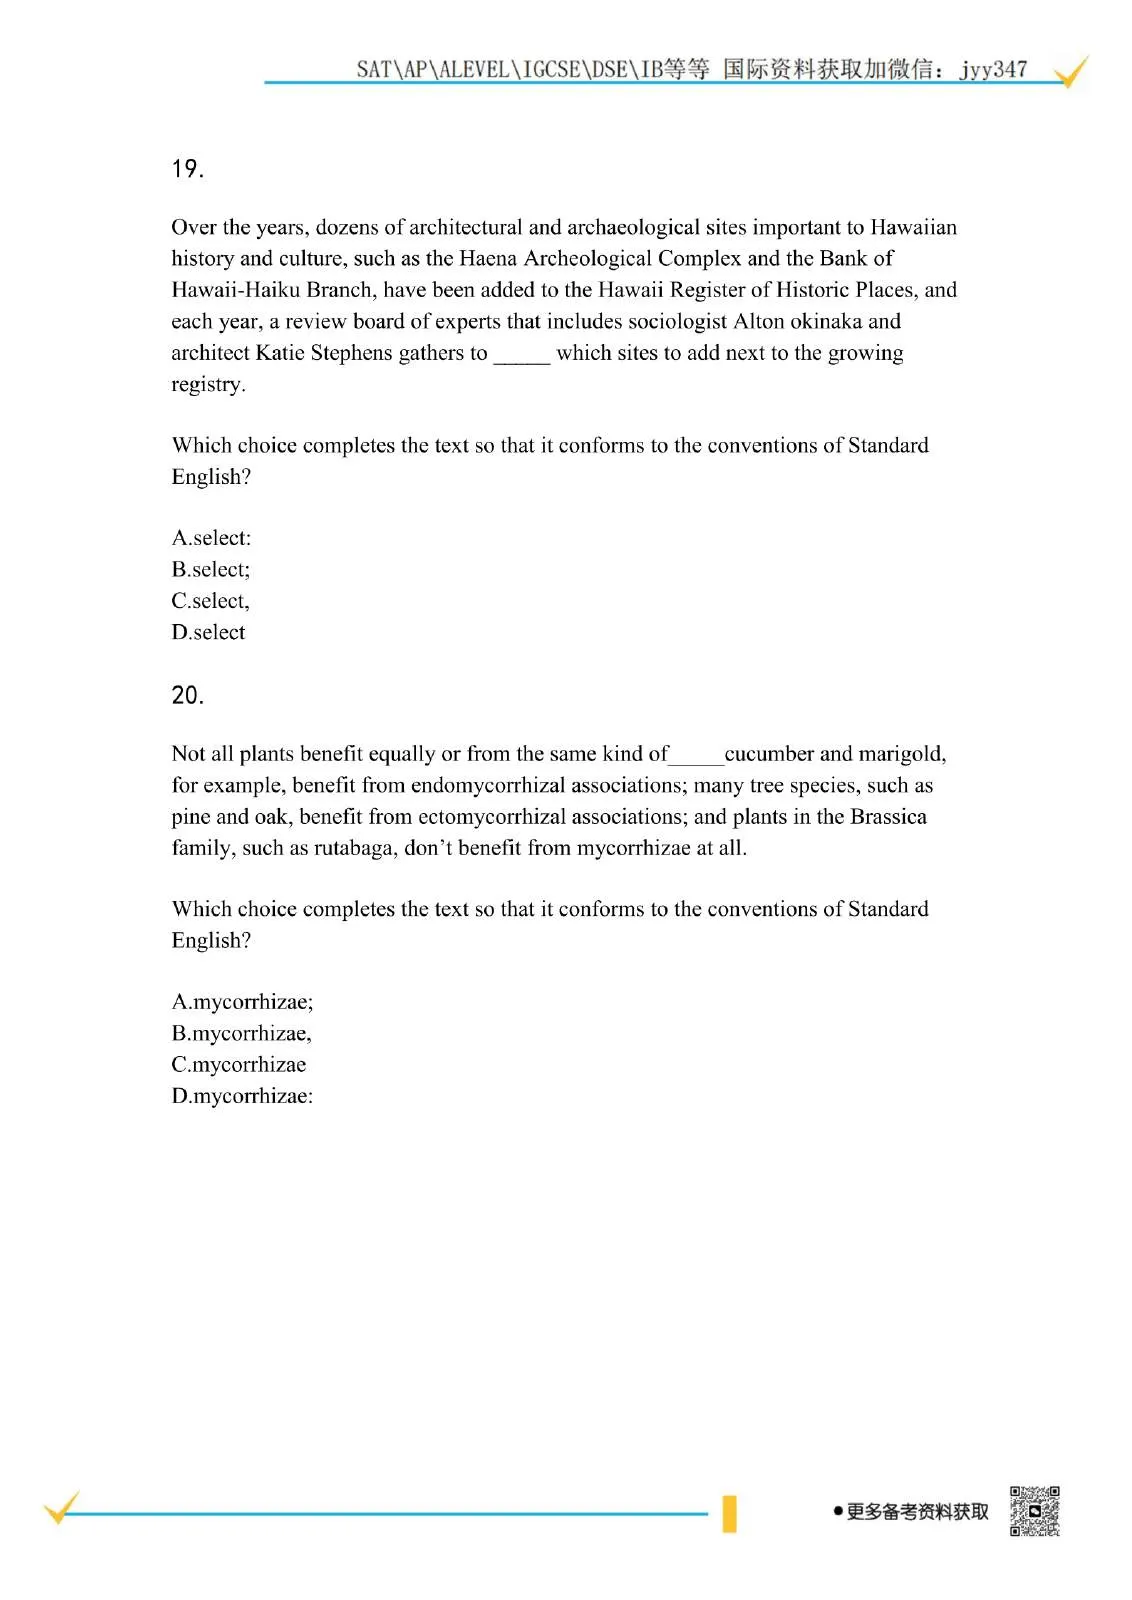 SAT\AP\ALEVEL\IGCSE\DSE\IB等等 国际资料获取加微信：jyy347
19.
Over the years, dozens of architectural and archaeological sites important to Hawaiian
history and culture, such as the Haena Archeological Complex and the Bank of
Hawaii-Haiku Branch, have been added to the Hawaii Register of Historic Places, and
each year, a review board of experts that includes sociologist Alton okinaka and
architect Katie Stephens gathers to _____ which sites to add next to the growing
registry.
Which choice completes the text so that it conforms to the conventions of Standard
English?
A.select:
B.select;
C.select,
D.select
20.
Not all plants benefit equally or from the same kind of_____cucumber and marigold,
for example, benefit from endomycorrhizal associations; many tree species, such as
pine and oak, benefit from ectomycorrhizal associations; and plants in the Brassica
family, such as rutabaga, don’t benefit from mycorrhizae at all.
Which choice completes the text so that it conforms to the conventions of Standard
English?
A.mycorrhizae;
B.mycorrhizae,
C.mycorrhizae
D.mycorrhizae:
●更多备考资料获取